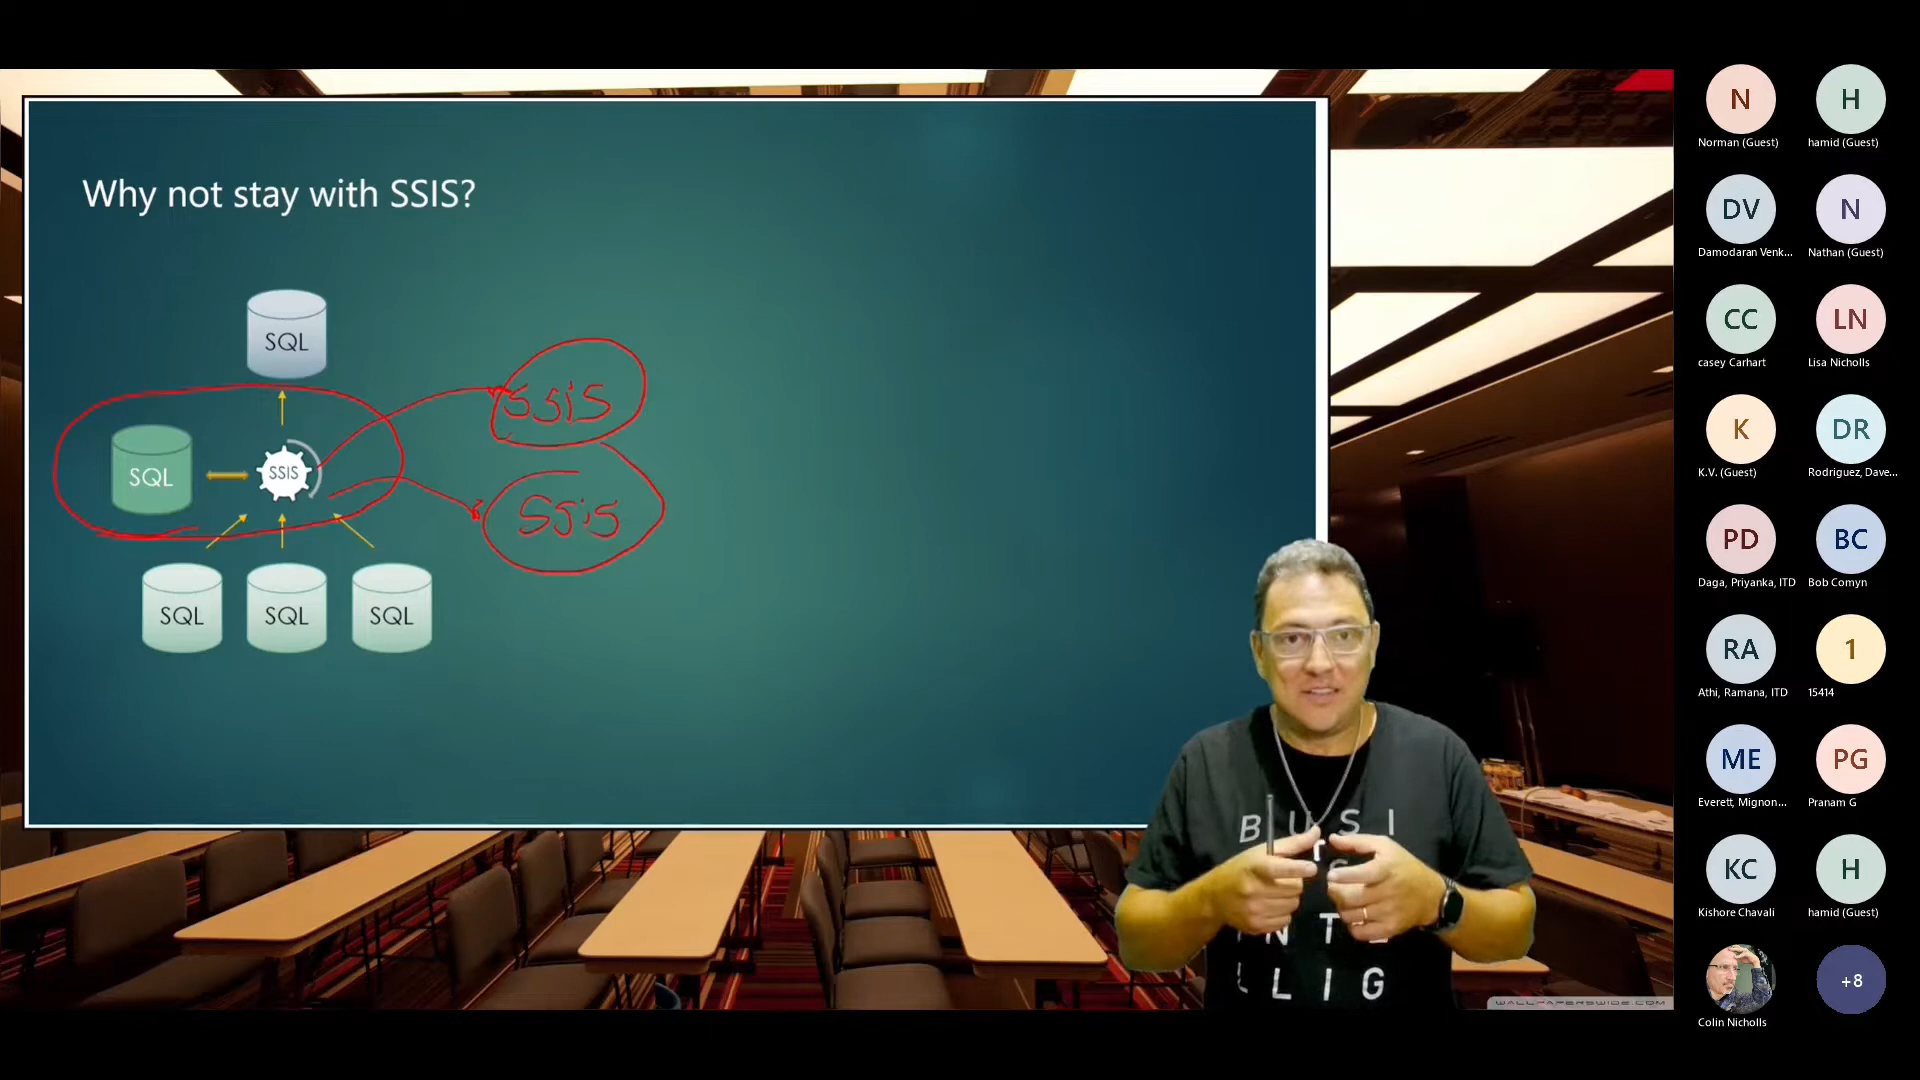 Why not stay with SSIS?
SQL
SQL
SSIS
SSiS
SSiS
SQL
SQL
SQL
B U S I
N T E
L L I G
WALLPAPERSWIDE.COM
N
Norman (Guest)
H
hamid (Guest)
DV
Damodaran Venk...
N
Nathan (Guest)
CC
casey Carhart
LN
Lisa Nicholls
K
K.V. (Guest)
DR
Rodriguez, Dave...
PD
Daga, Priyanka, ITD
BC
Bob Comyn
RA
Athi, Ramana, ITD
1
15414
ME
Everett, Mignon...
PG
Pranam G
KC
Kishore Chavali
H
hamid (Guest)
Colin Nicholls
+8